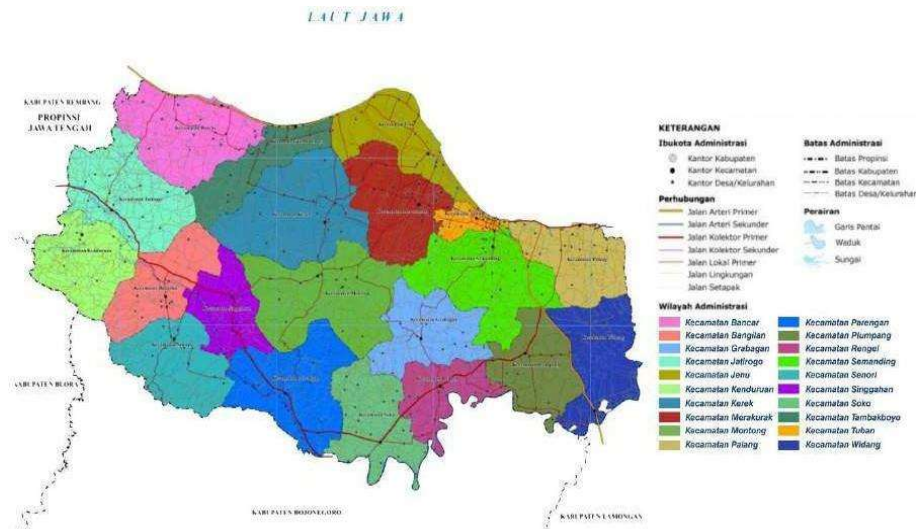 LAUT JAWA
KABUPATEN REMBANG
PROPINSI
JAWA TENGAH
KABUPATEN BLORA
KABUPATEN BOJONEGORO
KABUPATEN LAMONGAN
KETERANGAN
Ibukota Administrasi
Kantor Kabupaten
Kantor Kecamatan
Kantor Desa/Kelurahan
Perhubungan
Jalan Arteri Primer
Jalan Arteri Sekunder
Jalan Kolektor Primer
Jalan Kolektor Sekunder
Jalan Lokal Primer
Jalan Lingkungan
Jalan Setapak
Batas Administrasi
Batas Propinsi
Batas Kabupaten
Batas Kecamatan
Batas Desa/Kelurahan
Perairan
Garis Pantai
Waduk
Sungai
Wilayah Administrasi
Kecamatan Bancar
Kecamatan Bangilan
Kecamatan Grabagan
Kecamatan Jatirogo
Kecamatan Jenu
Kecamatan Kenduruan
Kecamatan Kerek
Kecamatan Merakurak
Kecamatan Montong
Kecamatan Palang
Kecamatan Parengan
Kecamatan Plumpang
Kecamatan Rengel
Kecamatan Semanding
Kecamatan Senori
Kecamatan Singgahan
Kecamatan Soko
Kecamatan Tambakboyo
Kecamatan Tuban
Kecamatan Widang